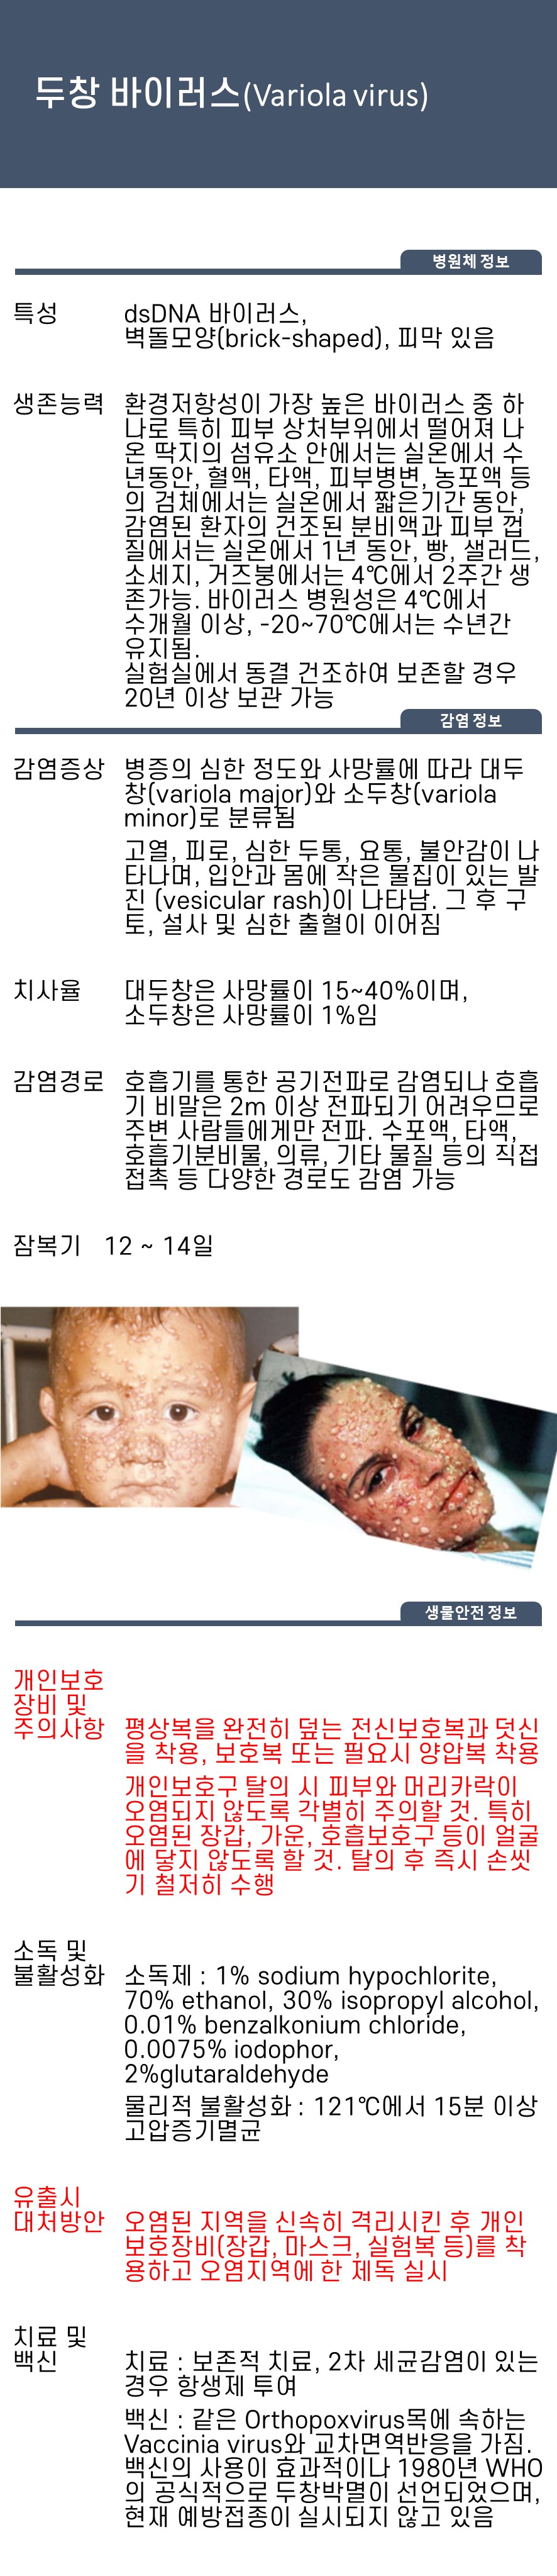 두창 바이러스(Variola virus)
병원체 정보
특성 dsDNA 바이러스,
벽돌모양(brick-shaped), 피막 있음
생존능력 환경저항성이 가장 높은 바이러스 중 하
나로 특히 피부 상처부위에서 떨어져 나
온 딱지의 섬유소 안에서는 실온에서 수
년동안, 혈액, 타액, 피부병변, 농포액 등
의 검체에서는 실온에서 짧은기간 동안,
감염된 환자의 건조된 분비액과 피부 껍
질에서는 실온에서 1년 동안, 빵, 샐러드,
소세지, 거즈붕에서는 4℃에서 2주간 생
존가능. 바이러스 병원성은 4℃에서
수개월 이상, -20~70℃에서는 수년간
유지됨.
실험실에서 동결 건조하여 보존할 경우
20년 이상 보관 가능
감염 정보
감염증상 병증의 심한 정도와 사망률에 따라 대두
창(variola major)와 소두창(variola
minor)로 분류됨
고열, 피로, 심한 두통, 요통, 불안감이 나
타나며, 입안과 몸에 작은 물집이 있는 발
진 (vesicular rash)이 나타남. 그 후 구
토, 설사 및 심한 출혈이 이어짐
치사율 대두창은 사망률이 15~40%이며,
소두창은 사망률이 1%임
감염경로 호흡기를 통한 공기전파로 감염되나 호흡
기 비말은 2m 이상 전파되기 어려우므로
주변 사람들에게만 전파. 수포액, 타액,
호흡기분비물, 의류, 기타 물질 등의 직접
접촉 등 다양한 경로도 감염 가능
잠복기 12 ~ 14일
생물안전 정보
개인보호
장비 및
주의사항 평상복을 완전히 덮는 전신보호복과 덧신
을 착용, 보호복 또는 필요시 양압복 착용
개인보호구 탈의 시 피부와 머리카락이
오염되지 않도록 각별히 주의할 것. 특히
오염된 장갑, 가운, 호흡보호구 등이 얼굴
에 닿지 않도록 할 것. 탈의 후 즉시 손씻
기 철저히 수행
소독 및
불활성화 소독제 : 1% sodium hypochlorite,
70% ethanol, 30% isopropyl alcohol,
0.01% benzalkonium chloride,
0.0075% iodophor,
2%glutaraldehyde
물리적 불활성화 : 121℃에서 15분 이상
고압증기멸균
유출시
대처방안 오염된 지역을 신속히 격리시킨 후 개인
보호장비(장갑, 마스크, 실험복 등)를 착
용하고 오염지역에 한 제독 실시
치료 및
백신 치료 : 보존적 치료, 2차 세균감염이 있는
경우 항생제 투여
백신 : 같은 Orthopoxvirus목에 속하는
Vaccinia virus와 교차면역반응을 가짐.
백신의 사용이 효과적이나 1980년 WHO
의 공식적으로 두창박멸이 선언되었으며,
현재 예방접종이 실시되지 않고 있음